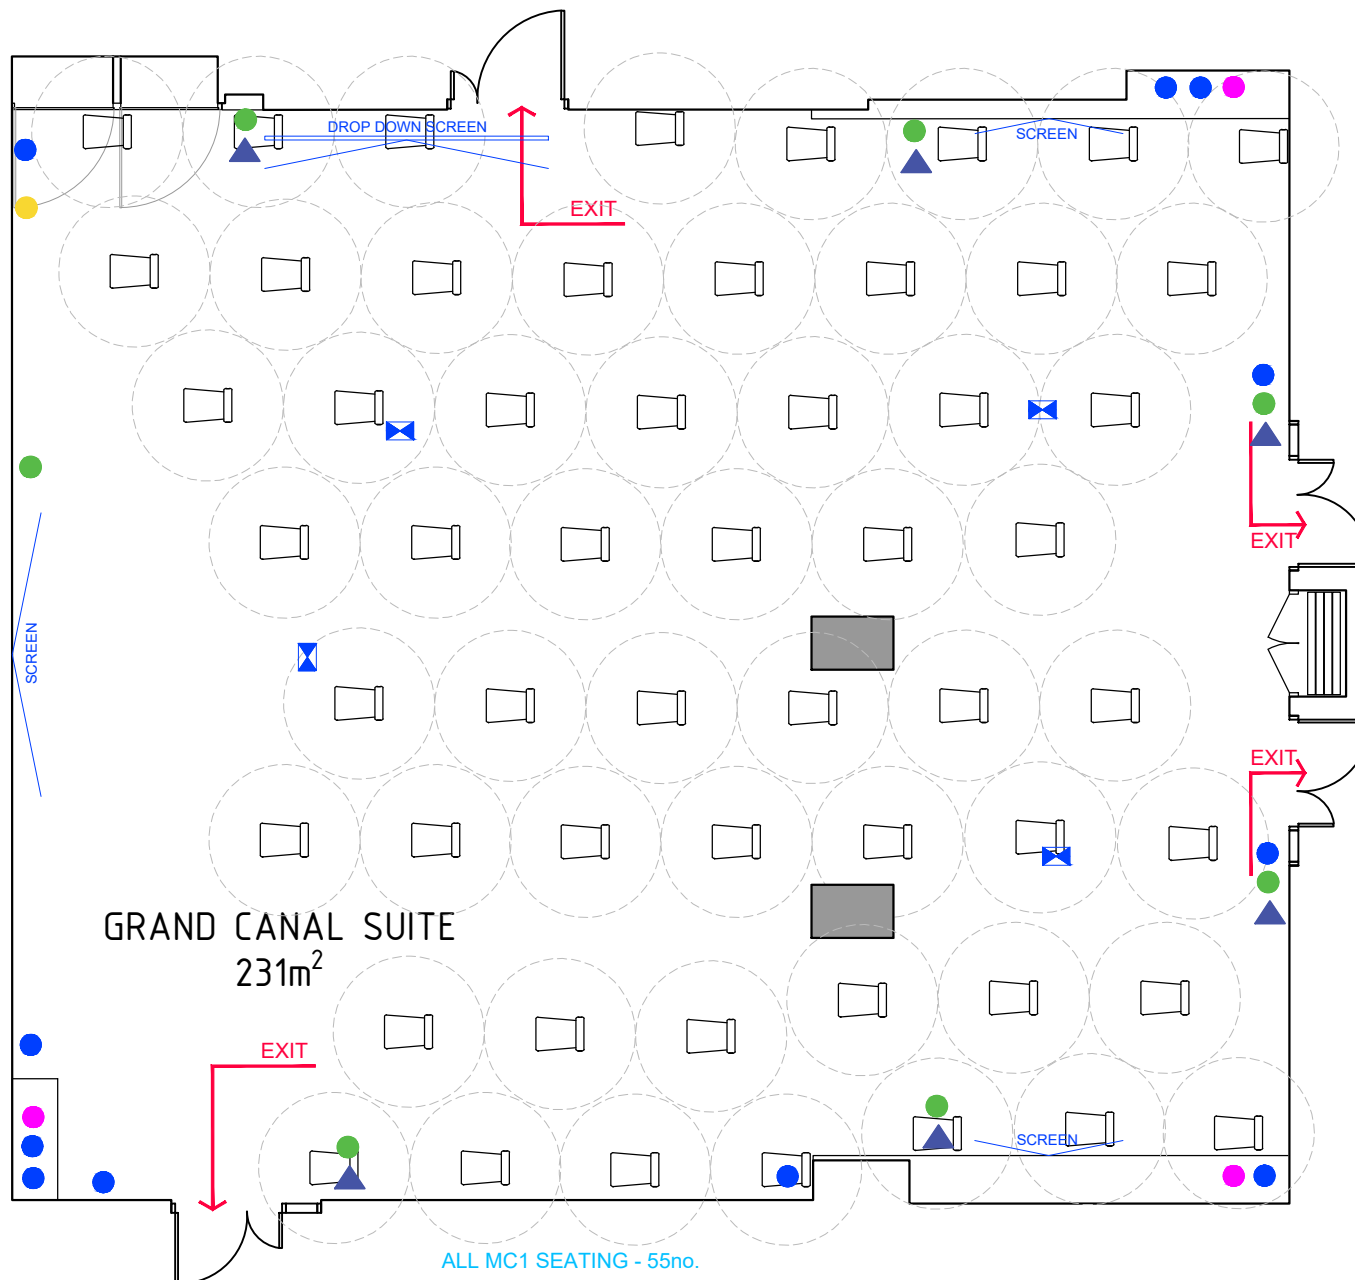 DROP DOWN SCREEN
SCREEN
EXIT
EXIT
SCREEN
EXIT
GRAND CANAL SUITE
231m²
EXIT
SCREEN
ALL MC1 SEATING - 55no.